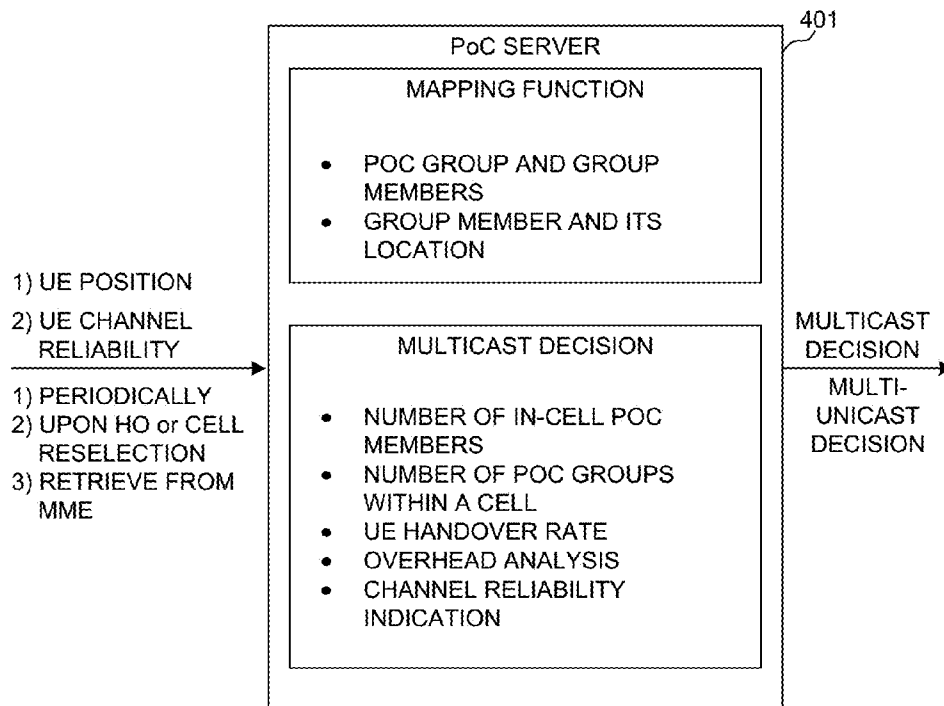 401
PoC SERVER
MAPPING FUNCTION
• POC GROUP AND GROUP
MEMBERS
• GROUP MEMBER AND ITS
LOCATION
1) UE POSITION
2) UE CHANNEL
RELIABILITY
1) PERIODICALLY
2) UPON HO or CELL
RESELECTION
3) RETRIEVE FROM
MME
MULTICAST DECISION
• NUMBER OF IN-CELL POC
MEMBERS
• NUMBER OF POC GROUPS
WITHIN A CELL
• UE HANDOVER RATE
• OVERHEAD ANALYSIS
• CHANNEL RELIABILITY
INDICATION
MULTICAST
DECISION
MULTI-
UNICAST
DECISION